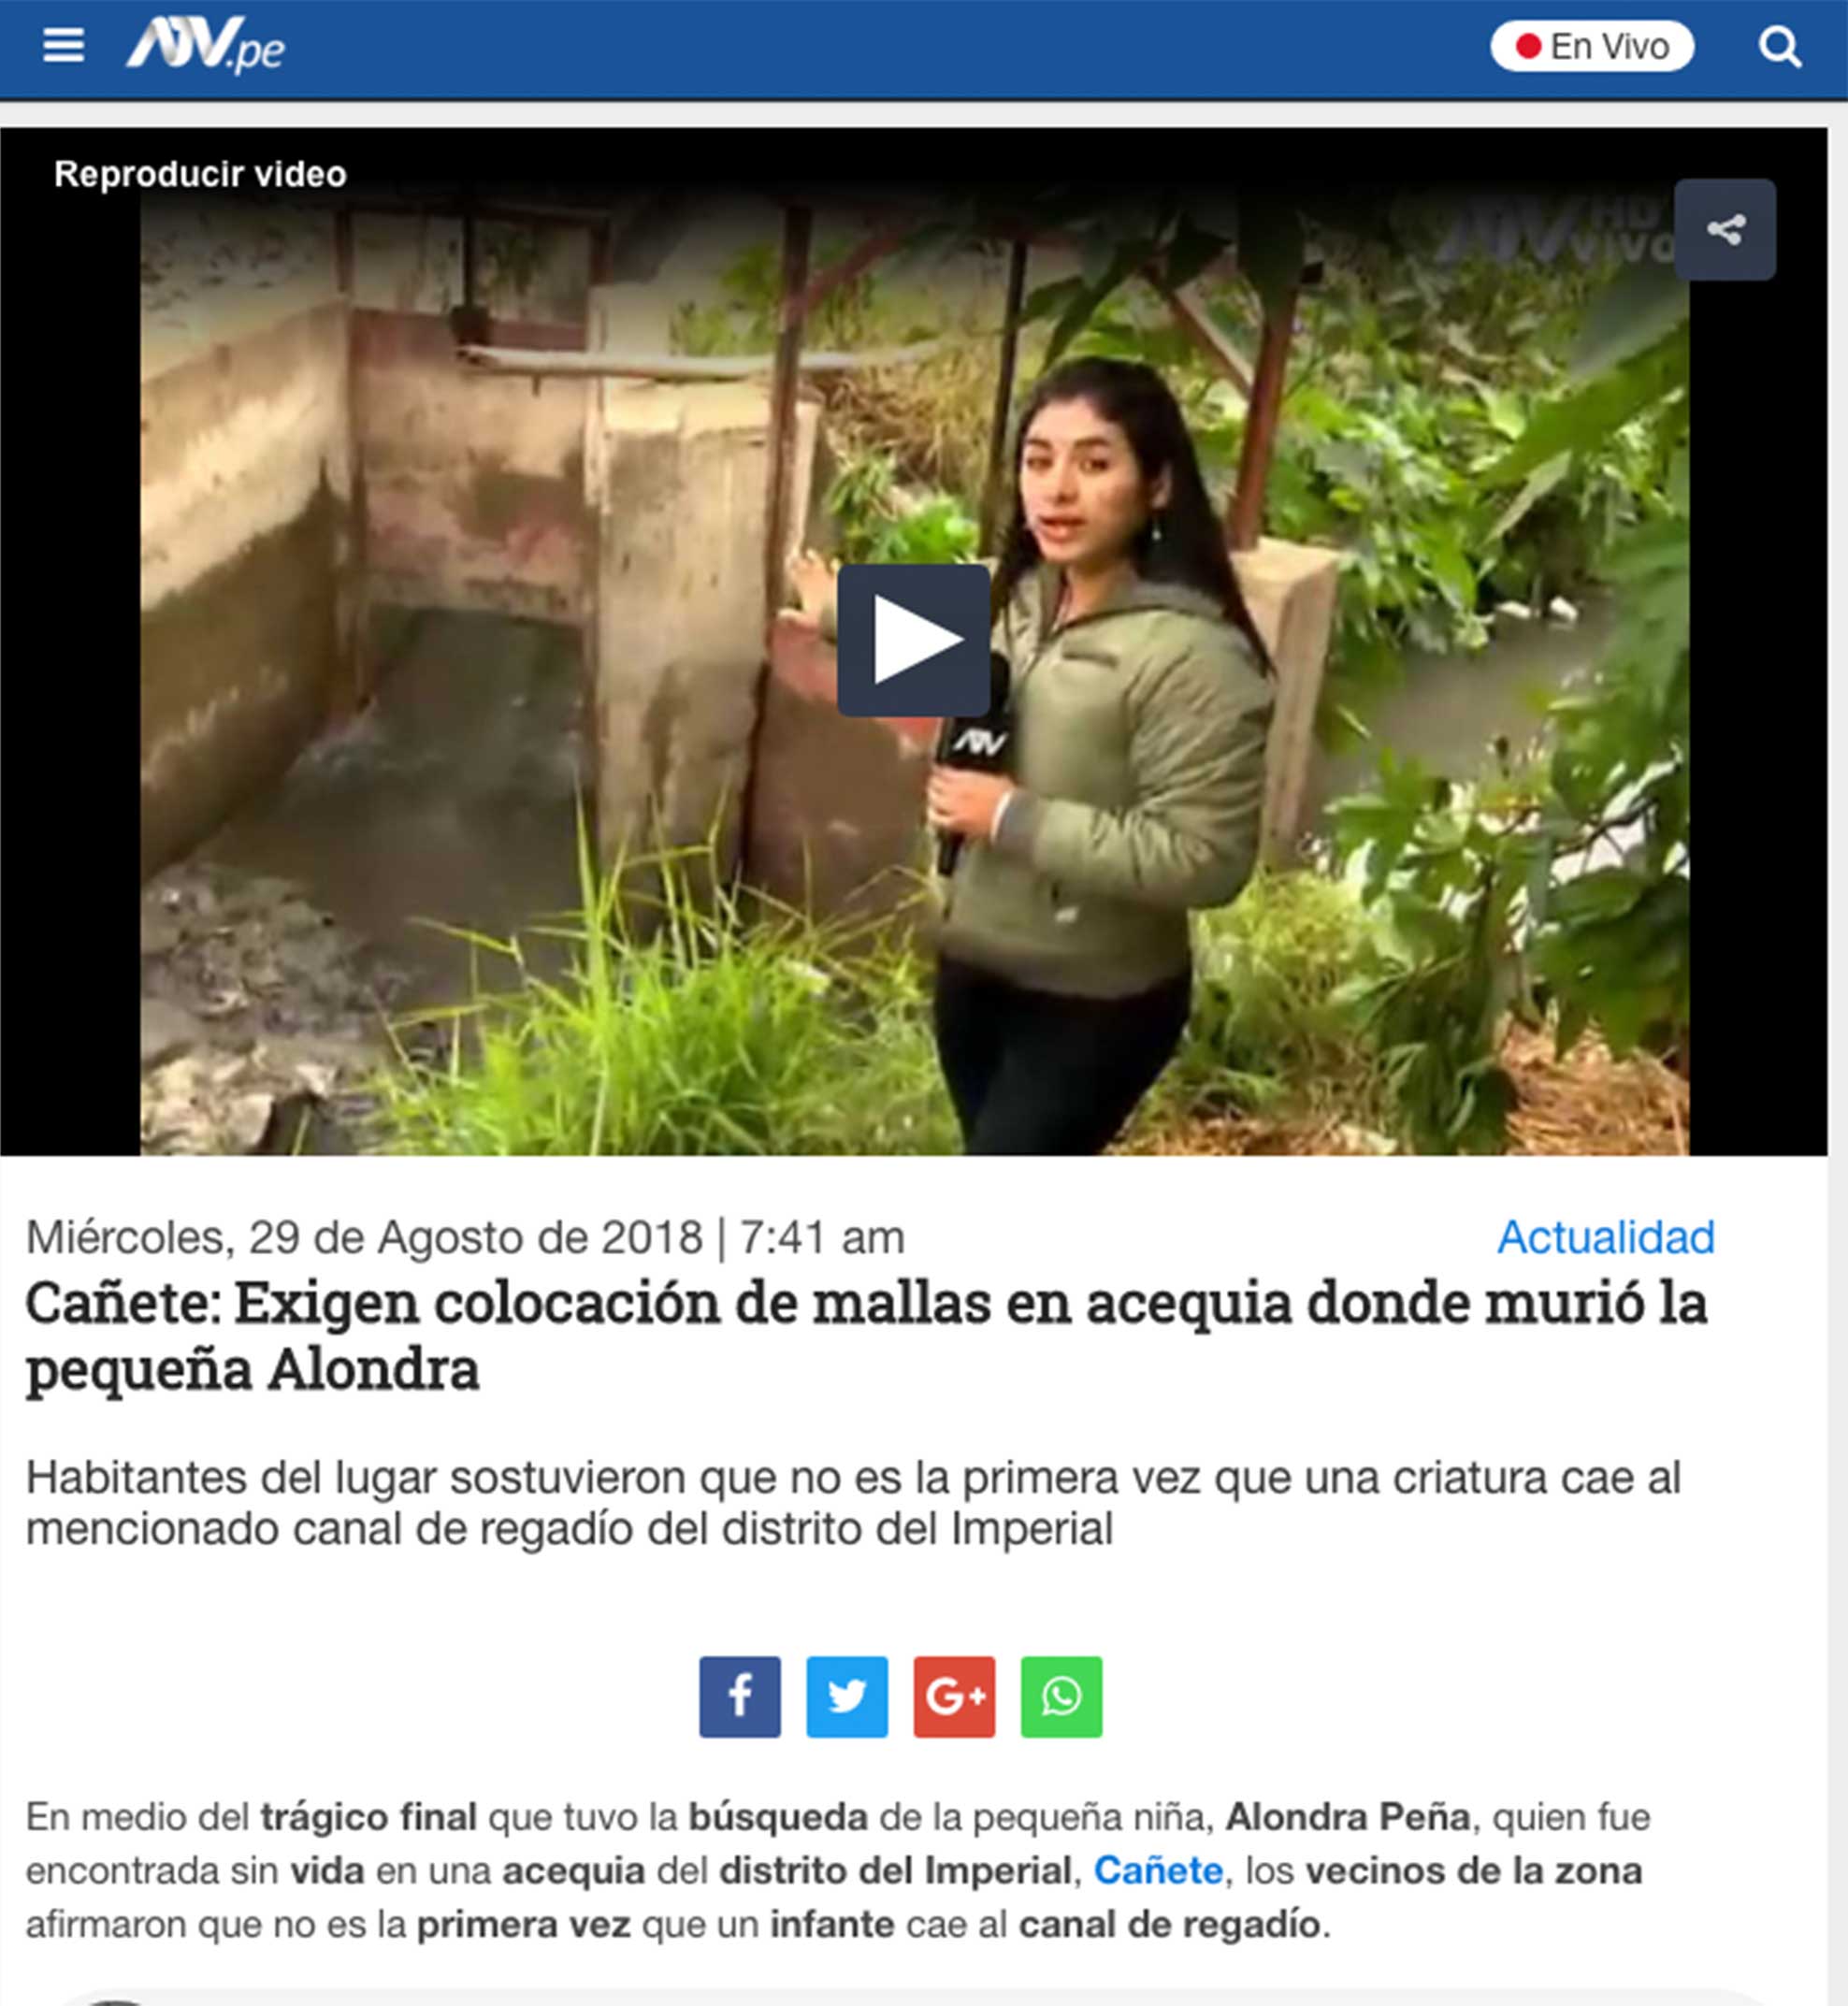 ATV.pe
En Vivo
Reproducir video
ATV HD
VIVO
ATV
Miércoles, 29 de Agosto de 2018 | 7:41 am
Actualidad
Cañete: Exigen colocación de mallas en acequia donde murió la
pequeña Alondra
Habitantes del lugar sostuvieron que no es la primera vez que una criatura cae al
mencionado canal de regadío del distrito del Imperial
f
G+
En medio del trágico final que tuvo la búsqueda de la pequeña niña, Alondra Peña, quien fue
encontrada sin vida en una acequia del distrito del Imperial, Cañete, los vecinos de la zona
afirmaron que no es la primera vez que un infante cae al canal de regadío.